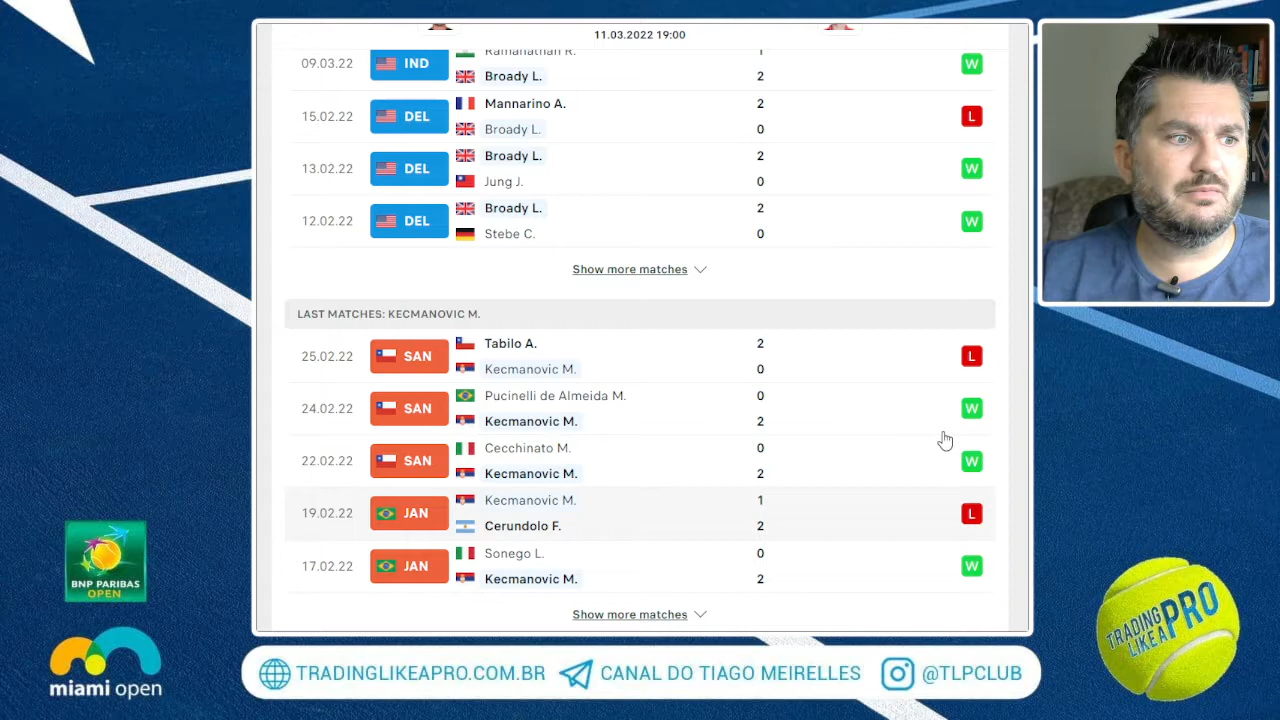 11.03.2022 19:00
Ramanathan R. 1
09.03.22 IND W
Broady L. 2
Mannarino A. 2
15.02.22 DEL L
Broady L. 0
Broady L. 2
13.02.22 DEL W
Jung J. 0
Broady L. 2
12.02.22 DEL W
Stebe C. 0
Show more matches
LAST MATCHES: KECMANOVIC M.
Tabilo A. 2
25.02.22 SAN L
Kecmanovic M. 0
Pucinelli de Almeida M. 0
24.02.22 SAN W
Kecmanovic M. 2
Cecchinato M. 0
22.02.22 SAN W
Kecmanovic M. 2
Kecmanovic M. 1
19.02.22 JAN L
Cerundolo F. 2
Sonego L. 0
17.02.22 JAN W
Kecmanovic M. 2
Show more matches
BNP PARIBAS
OPEN
miami open
TRADING
LIKE A PRO
TRADINGLIKEAPRO.COM.BR
CANAL DO TIAGO MEIRELLES
@TLPCLUB